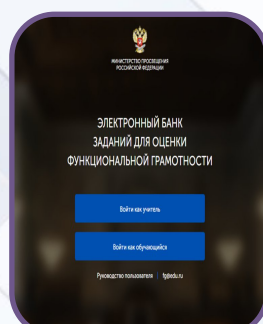 МИНИСТЕРСТВО ПРОСВЕЩЕНИЯ
РОССИЙСКОЙ ФЕДЕРАЦИИ
ЭЛЕКТРОННЫЙ БАНК
ЗАДАНИЙ ДЛЯ ОЦЕНКИ
ФУНКЦИОНАЛЬНОЙ ГРАМОТНОСТИ
Войти как учитель
Войти как обучающийся
Руководство пользователя | fg@edu.ru